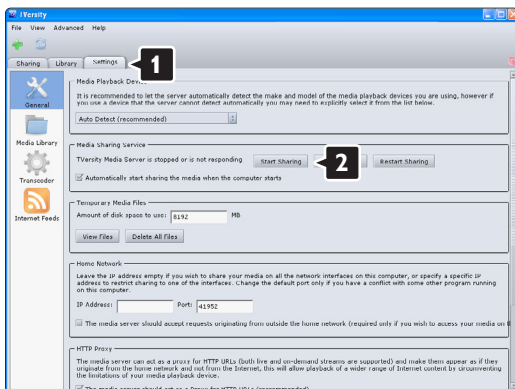 TVersity
File View Advanced Help
Sharing Library Settings
1
General
Media Library
Transcoder
Internet Feeds
Media Playback Device
It is recommended to let the server automatically detect the make and model of the media playback devices you are using, however if
you use a device that the server cannot detect automatically you may need to explicitly select it from the list below.
Auto Detect (recommended)
Media Sharing Service
TVersity Media Server is stopped or is not responding Start Sharing 2 Restart Sharing
Automatically start sharing the media when the computer starts
Temporary Media Files
Amount of disk space to use: 8192 MB
View Files Delete All Files
Home Network
Leave the IP address empty if you wish to share your media on all the network interfaces on this computer, or specify a specific IP
address to restrict sharing to one of the interfaces. Change the default port only if you have a conflict with some other program running
on this computer.
IP Address: Port: 41952
The media server should accept requests originating from outside the home network (required only if you wish to access your media on
HTTP Proxy
The media server can act as a proxy for HTTP URLs (both live and on-demand streams are supported) and make them appear as if they
originate from the home network and not from the Internet, this will allow playback of a wider range of Internet content by circumventing
the limitations of your media playback device.
The media server should act as a Proxy for HTTP URLs (recommended)